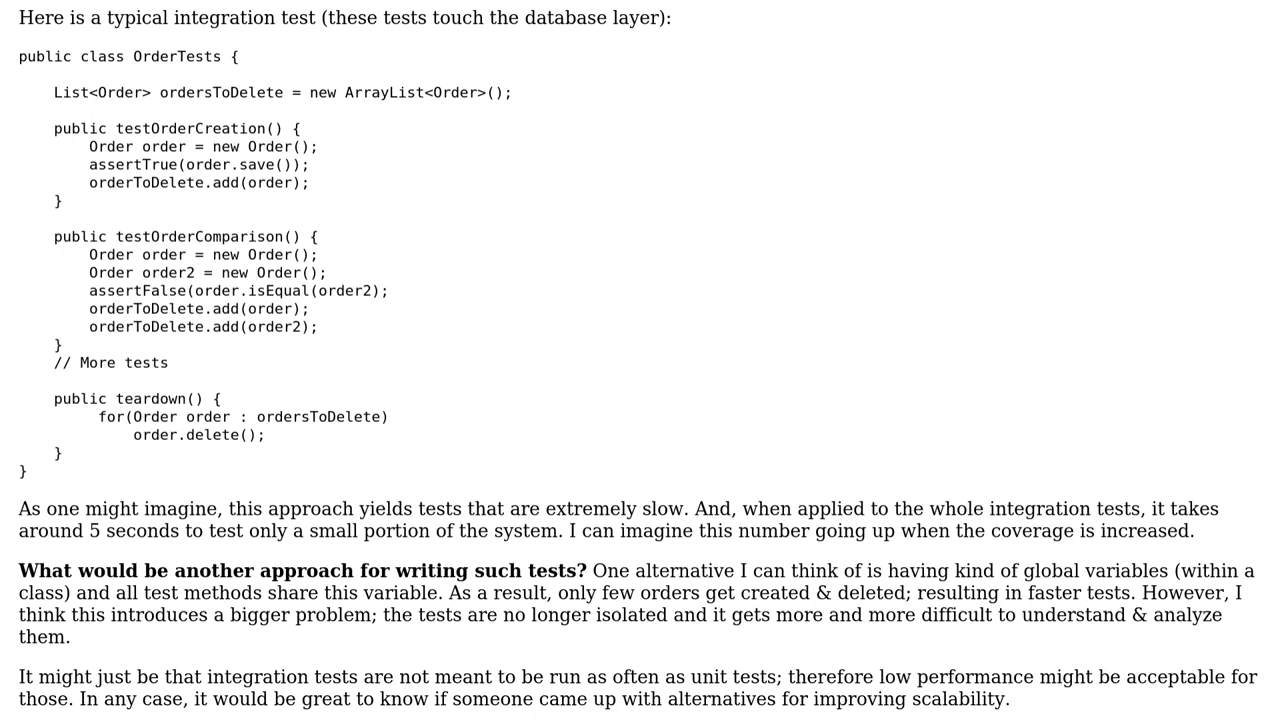 Here is a typical integration test (these tests touch the database layer):
public class OrderTests {
    List<Order> ordersToDelete = new ArrayList<Order>();
    public testOrderCreation() {
        Order order = new Order();
        assertTrue(order.save());
        orderToDelete.add(order);
    }
    public testOrderComparison() {
        Order order = new Order();
        Order order2 = new Order();
        assertFalse(order.isEqual(order2);
        orderToDelete.add(order);
        orderToDelete.add(order2);
    }
    // More tests
    public teardown() {
         for(Order order : ordersToDelete)
             order.delete();
    }
}
As one might imagine, this approach yields tests that are extremely slow. And, when applied to the whole integration tests, it takes
around 5 seconds to test only a small portion of the system. I can imagine this number going up when the coverage is increased.
What would be another approach for writing such tests? One alternative I can think of is having kind of global variables (within a
class) and all test methods share this variable. As a result, only few orders get created & deleted; resulting in faster tests. However, I
think this introduces a bigger problem; the tests are no longer isolated and it gets more and more difficult to understand & analyze
them.
It might just be that integration tests are not meant to be run as often as unit tests; therefore low performance might be acceptable for
those. In any case, it would be great to know if someone came up with alternatives for improving scalability.